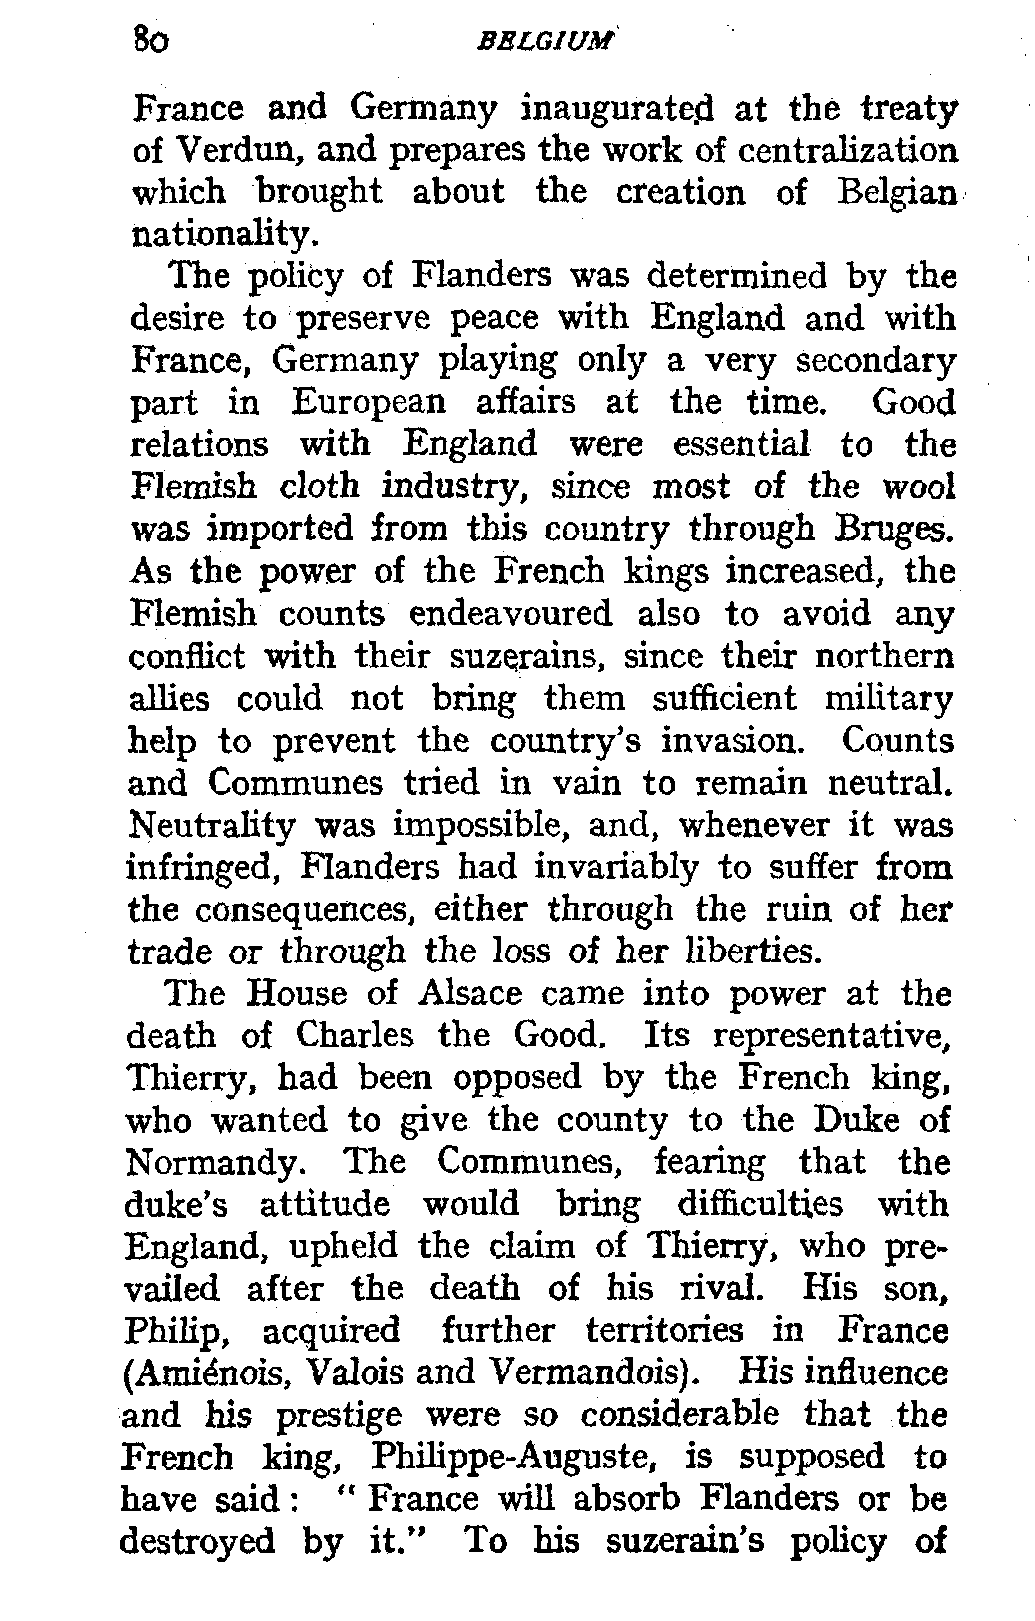 80 BELGIUM
France and Germany inaugurated at the treaty
of Verdun, and prepares the work of centralization
which brought about the creation of Belgian
nationality.
The policy of Flanders was determined by the
desire to preserve peace with England and with
France, Germany playing only a very secondary
part in European affairs at the time. Good
relations with England were essential to the
Flemish cloth industry, since most of the wool
was imported from this country through Bruges.
As the power of the French kings increased, the
Flemish counts endeavoured also to avoid any
conflict with their suzerains, since their northern
allies could not bring them sufficient military
help to prevent the country's invasion. Counts
and Communes tried in vain to remain neutral.
Neutrality was impossible, and, whenever it was
infringed, Flanders had invariably to suffer from
the consequences, either through the ruin of her
trade or through the loss of her liberties.
The House of Alsace came into power at the
death of Charles the Good. Its representative,
Thierry, had been opposed by the French king,
who wanted to give the county to the Duke of
Normandy. The Communes, fearing that the
duke's attitude would bring difficulties with
England, upheld the claim of Thierry, who pre-
vailed after the death of his rival. His son,
Philip, acquired further territories in France
(Amiénois, Valois and Vermandois). His influence
and his prestige were so considerable that the
French king, Philippe-Auguste, is supposed to
have said: "France will absorb Flanders or be
destroyed by it." To his suzerain's policy of